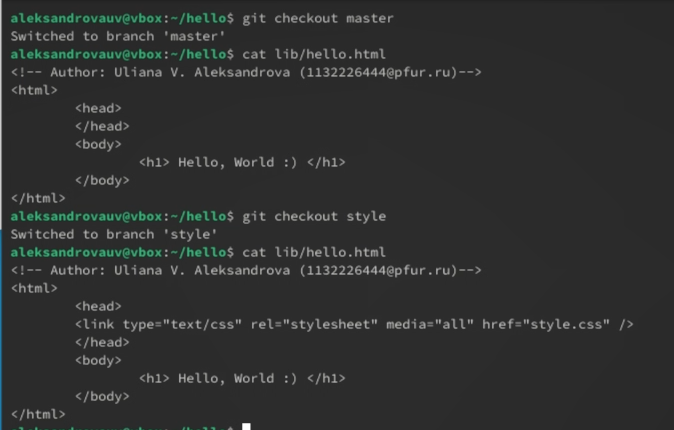 aleksandrovauv@vbox:~/hello$ git checkout master
Switched to branch 'master'
aleksandrovauv@vbox:~/hello$ cat lib/hello.html
<!-- Author: Uliana V. Aleksandrova (1132226444@pfur.ru)-->
<html>
        <head>
        </head>
        <body>
                <h1> Hello, World :) </h1>
        </body>
</html>
aleksandrovauv@vbox:~/hello$ git checkout style
Switched to branch 'style'
aleksandrovauv@vbox:~/hello$ cat lib/hello.html
<!-- Author: Uliana V. Aleksandrova (1132226444@pfur.ru)-->
<html>
        <head>
        <link type="text/css" rel="stylesheet" media="all" href="style.css" />
        </head>
        <body>
                <h1> Hello, World :) </h1>
        </body>
</html>
aleksandrovauv@vbox:~/hello$